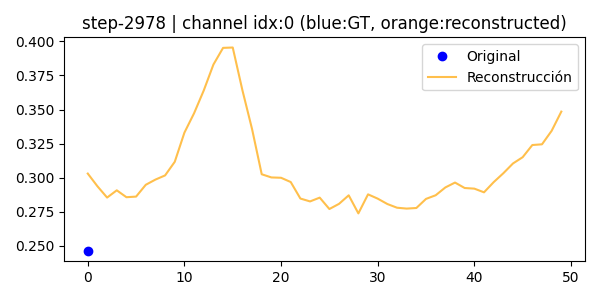 step-2978 | channel idx:0 (blue:GT, orange:reconstructed)
Original
Reconstrucción
0.400
0.375
0.350
0.325
0.300
0.275
0.250
0 10 20 30 40 50